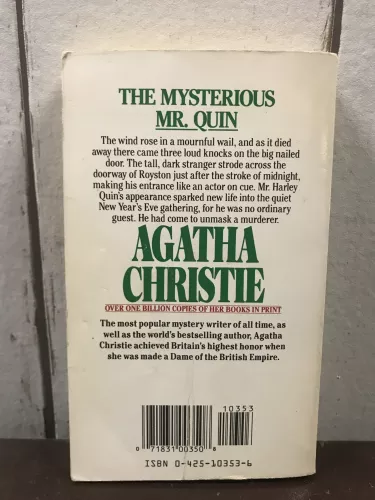 THE MYSTERIOUS
MR. QUIN
The wind rose in a mournful wail, and as it died
away there came three loud knocks on the big nailed
door. The tall, dark stranger strode across the
doorway of Royston just after the stroke of midnight,
making his entrance like an actor on cue. Mr. Harley
Quin's appearance sparked new life into the quiet
New Year's Eve gathering, for he was no ordinary
guest. He had come to unmask a murderer.
AGATHA
CHRISTIE
OVER ONE BILLION COPIES OF HER BOOKS IN PRINT
The most popular mystery writer of all time, as
well as the world's bestselling author, Agatha
Christie achieved Britain's highest honor when
she was made a Dame of the British Empire.
10353
0 71831 00350 8
ISBN 0-425-10353-6